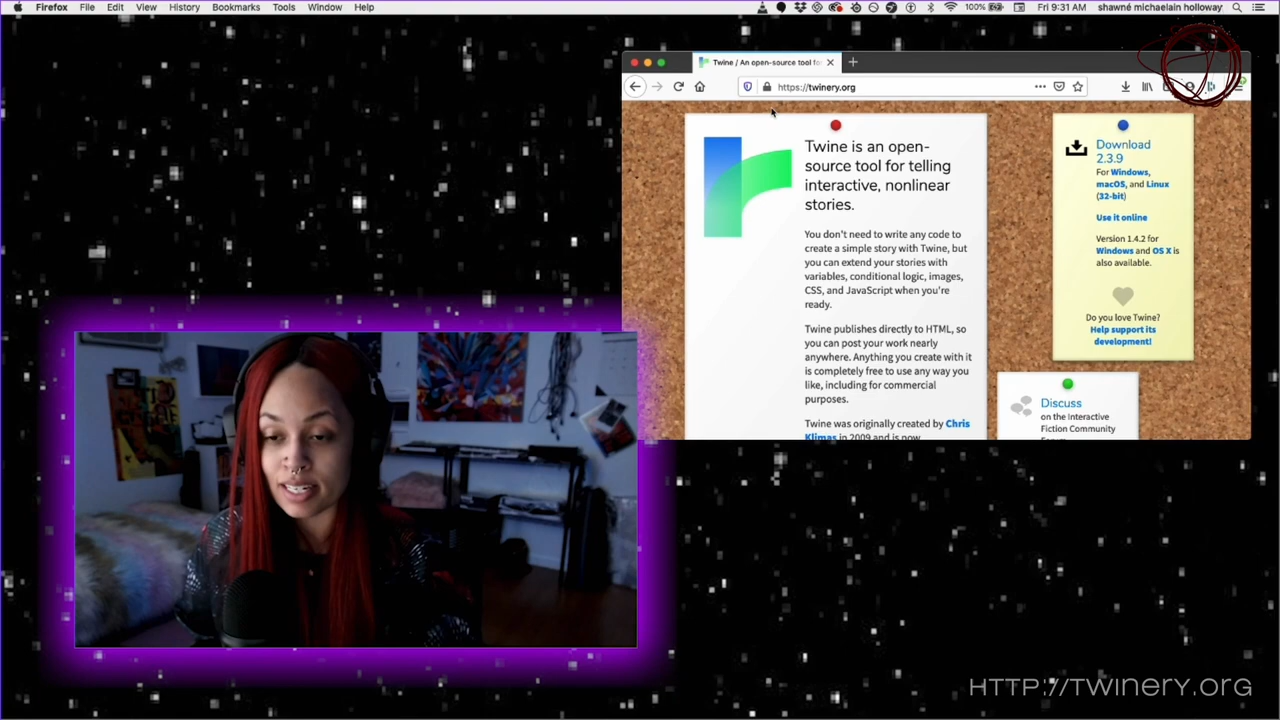 Firefox File Edit View History Bookmarks Tools Window Help
100% Fri 9:31 AM shawné michaelain holloway
Twine / An open-source tool fo
https://twinery.org
Twine is an open-
source tool for telling
interactive, nonlinear
stories.
You don't need to write any code to
create a simple story with Twine, but
you can extend your stories with
variables, conditional logic, images,
CSS, and JavaScript when you're
ready.
Twine publishes directly to HTML, so
you can post your work nearly
anywhere. Anything you create with it
is completely free to use any way you
like, including for commercial
purposes.
Twine was originally created by Chris
Klimas in 2009 and is now
Download
2.3.9
For Windows,
macOS, and Linux
(32-bit)
Use it online
Version 1.4.2 for
Windows and OS X is
also available.
Do you love Twine?
Help support its
development!
Discuss
on the Interactive
Fiction Community
Forum
HTTP://TWINERY.ORG